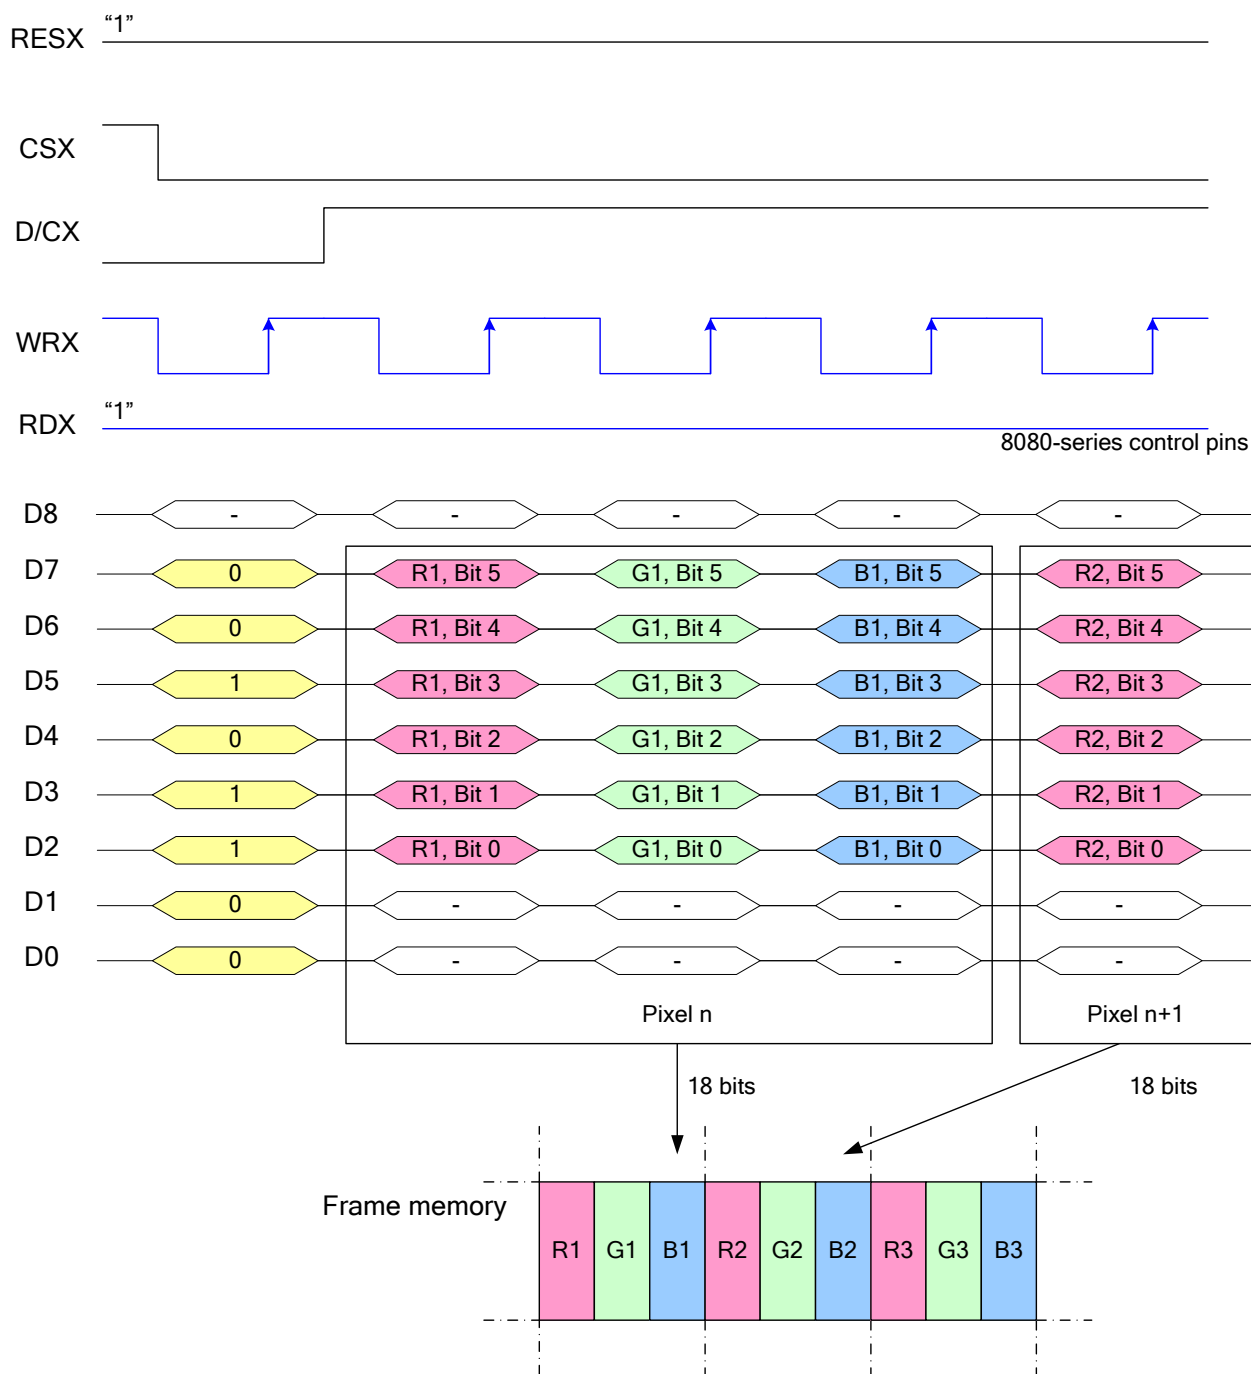 RESX “1”
CSX
D/CX
WRX
RDX “1”
8080-series control pins
D8 - - - - -
D7 0 R1, Bit 5 G1, Bit 5 B1, Bit 5 R2, Bit 5
D6 0 R1, Bit 4 G1, Bit 4 B1, Bit 4 R2, Bit 4
D5 1 R1, Bit 3 G1, Bit 3 B1, Bit 3 R2, Bit 3
D4 0 R1, Bit 2 G1, Bit 2 B1, Bit 2 R2, Bit 2
D3 1 R1, Bit 1 G1, Bit 1 B1, Bit 1 R2, Bit 1
D2 1 R1, Bit 0 G1, Bit 0 B1, Bit 0 R2, Bit 0
D1 0 - - - -
D0 0 - - - -
Pixel n Pixel n+1
18 bits 18 bits
Frame memory
R1 G1 B1 R2 G2 B2 R3 G3 B3